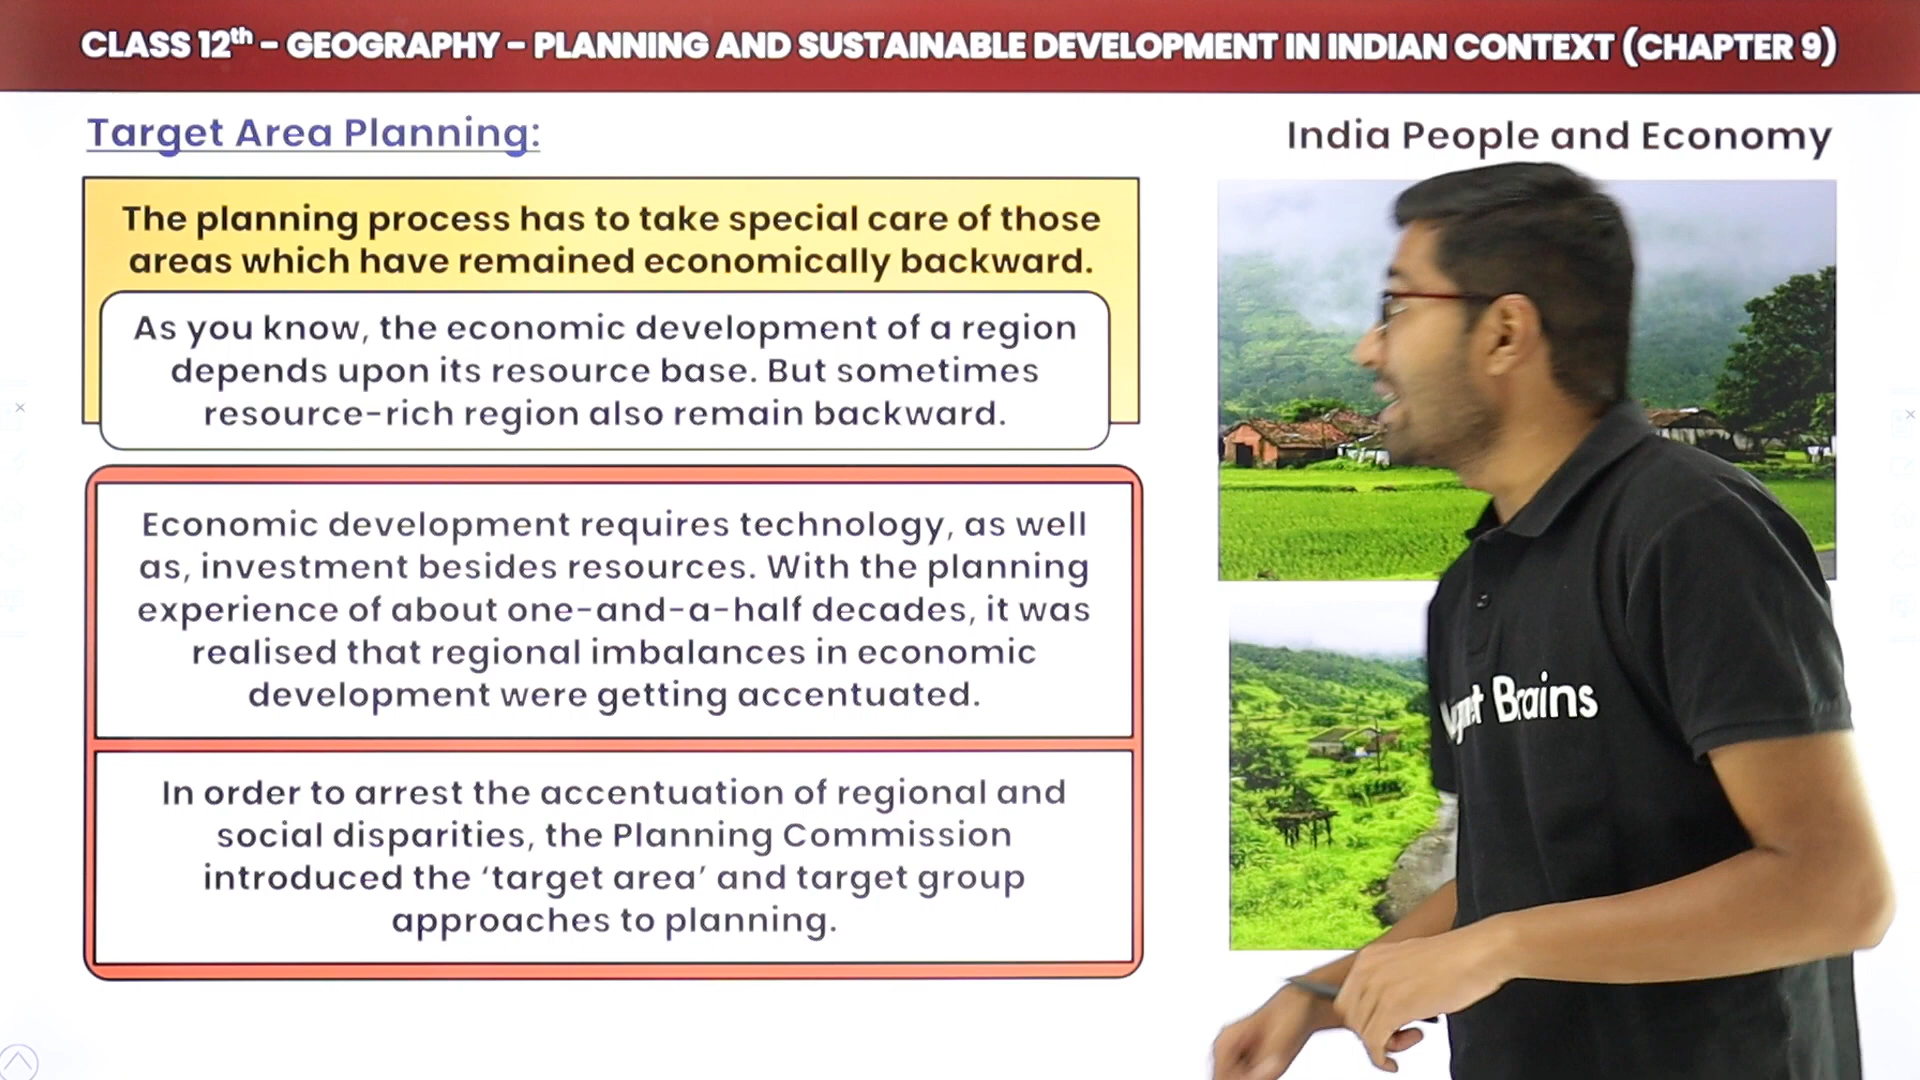 CLASS 12th – GEOGRAPHY – PLANNING AND SUSTAINABLE DEVELOPMENT IN INDIAN CONTEXT (CHAPTER 9)
Target Area Planning:
India People and Economy
The planning process has to take special care of those
areas which have remained economically backward.
As you know, the economic development of a region
depends upon its resource base. But sometimes
resource-rich region also remain backward.
Economic development requires technology, as well
as, investment besides resources. With the planning
experience of about one-and-a-half decades, it was
realised that regional imbalances in economic
development were getting accentuated.
In order to arrest the accentuation of regional and
social disparities, the Planning Commission
introduced the ‘target area’ and target group
approaches to planning.
Brains